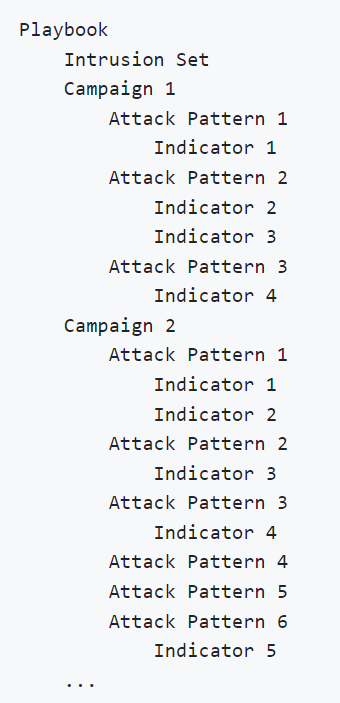 Playbook
Intrusion Set
Campaign 1
Attack Pattern 1
Indicator 1
Attack Pattern 2
Indicator 2
Indicator 3
Attack Pattern 3
Indicator 4
Campaign 2
Attack Pattern 1
Indicator 1
Indicator 2
Attack Pattern 2
Indicator 3
Attack Pattern 3
Indicator 4
Attack Pattern 4
Attack Pattern 5
Attack Pattern 6
Indicator 5
...